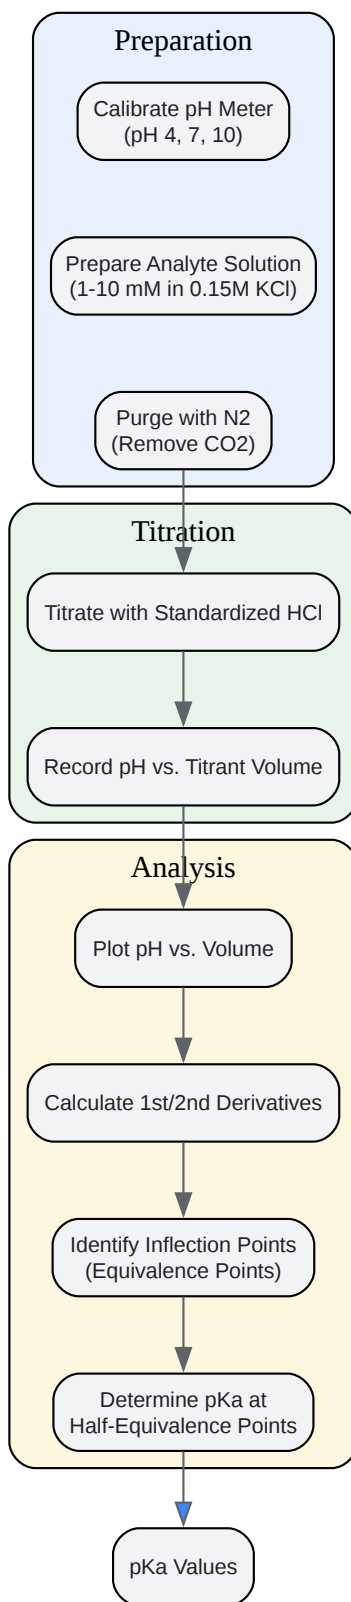 Preparation
Calibrate pH Meter
(pH 4, 7, 10)
Prepare Analyte Solution
(1-10 mM in 0.15M KCl)
Purge with N2
(Remove CO2)
Titration
Titrate with Standardized HCl
Record pH vs. Titrant Volume
Analysis
Plot pH vs. Volume
Calculate 1st/2nd Derivatives
Identify Inflection Points
(Equivalence Points)
Determine pKa at
Half-Equivalence Points
pKa Values